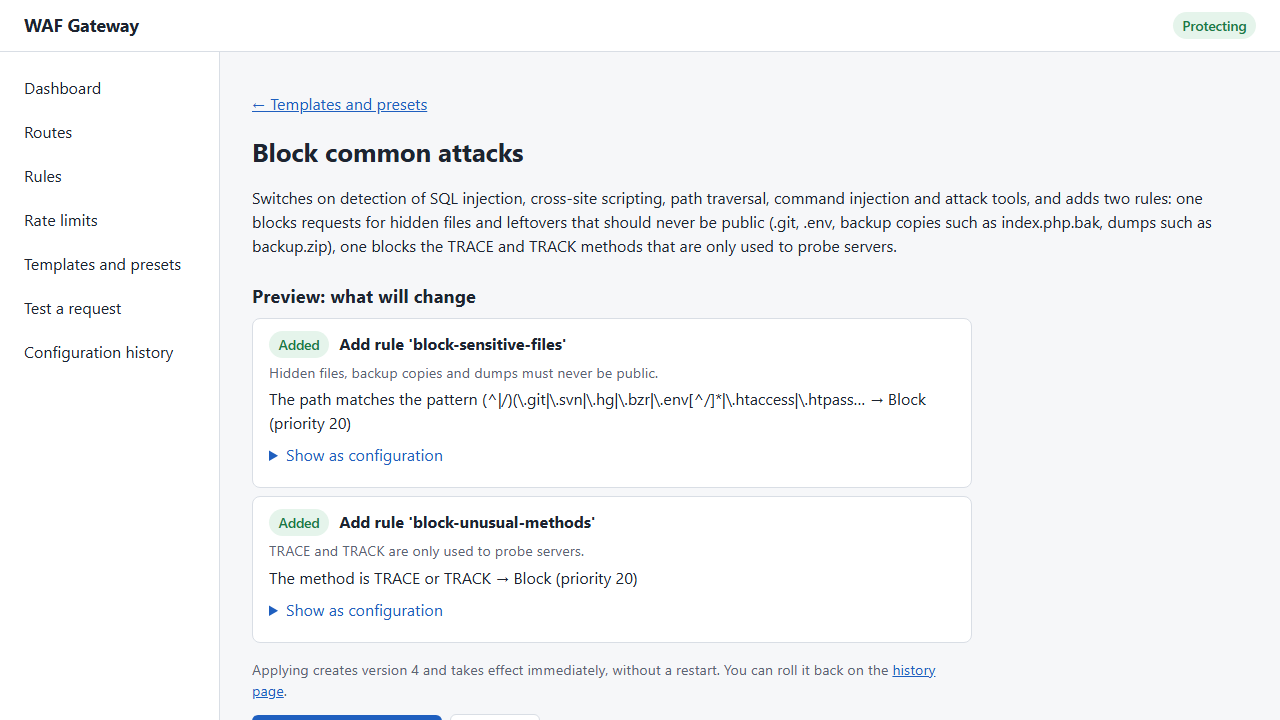 WAF Gateway
Protecting
Dashboard
Routes
Rules
Rate limits
Templates and presets
Test a request
Configuration history
← Templates and presets
Block common attacks
Switches on detection of SQL injection, cross-site scripting, path traversal, command injection and attack tools, and adds two rules: one
blocks requests for hidden files and leftovers that should never be public (.git, .env, backup copies such as index.php.bak, dumps such as
backup.zip), one blocks the TRACE and TRACK methods that are only used to probe servers.
Preview: what will change
Added Add rule 'block-sensitive-files'
Hidden files, backup copies and dumps must never be public.
The path matches the pattern (^|/)(\.git|\.svn|\.hg|\.bzr|\.env[^/]*|\.htaccess|\.htpass… → Block
(priority 20)
Show as configuration
Added Add rule 'block-unusual-methods'
TRACE and TRACK are only used to probe servers.
The method is TRACE or TRACK → Block (priority 20)
Show as configuration
Applying creates version 4 and takes effect immediately, without a restart. You can roll it back on the history
page.